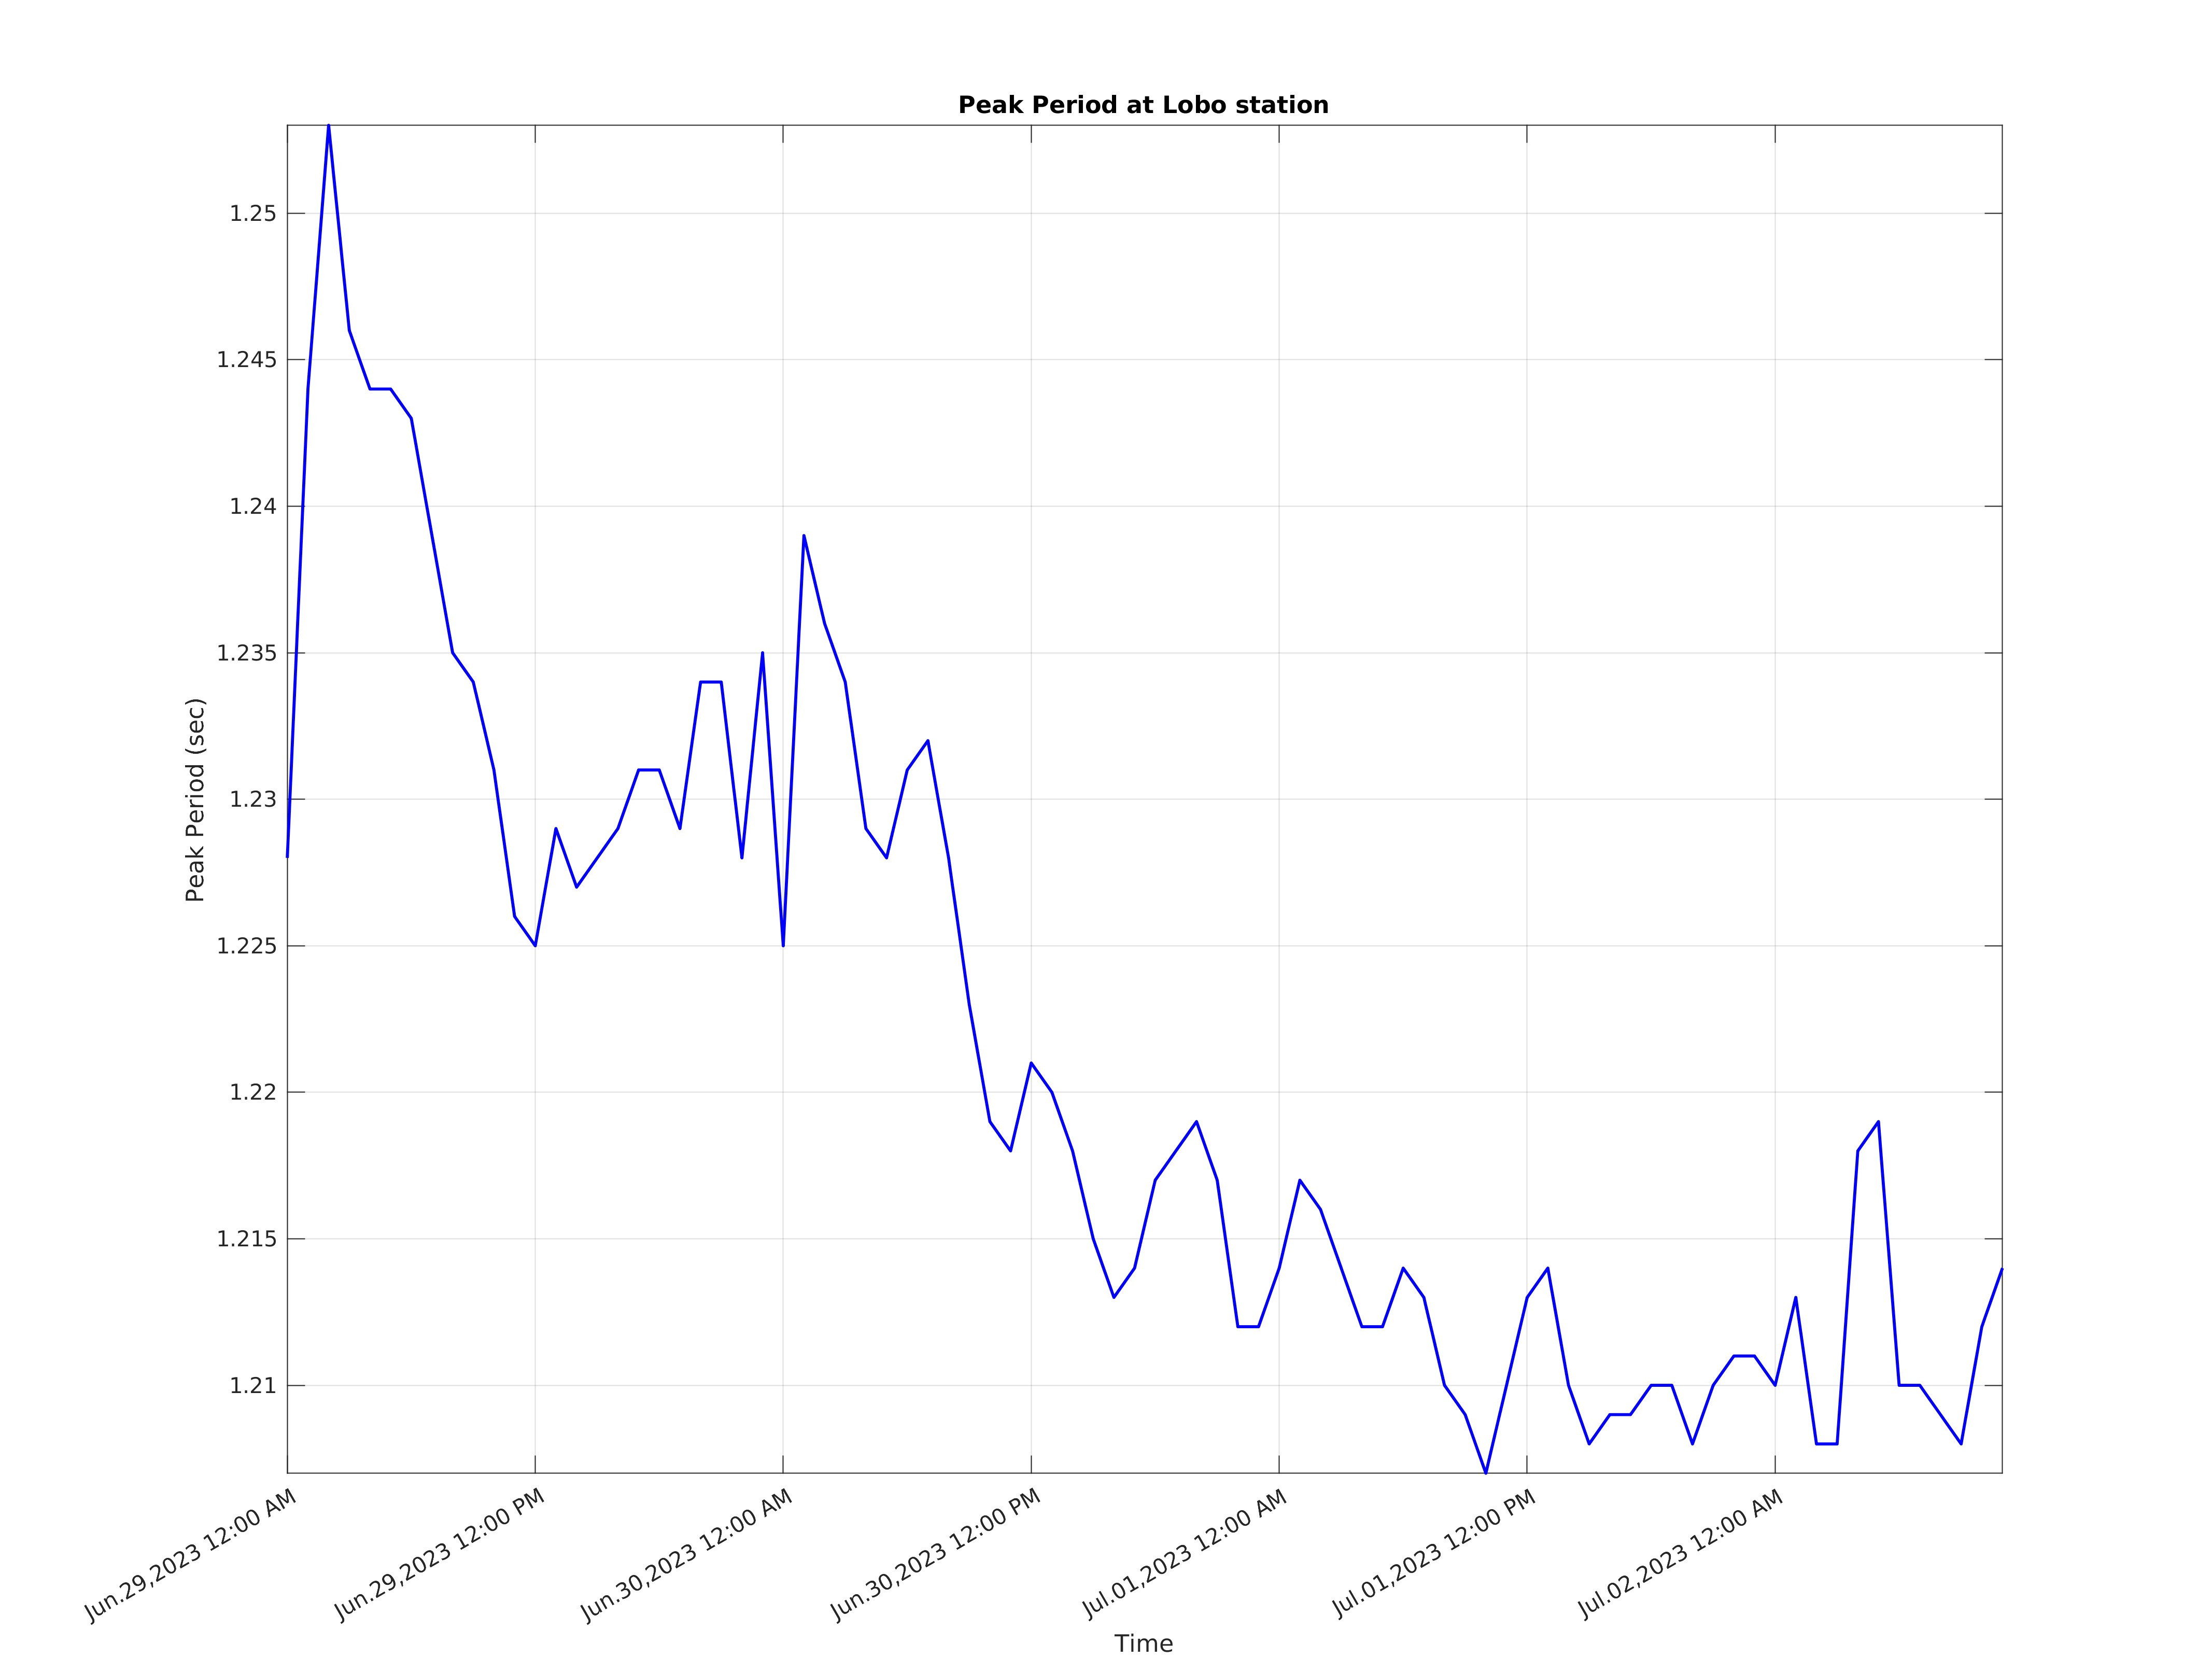 Peak Period at Lobo station
Peak Period (sec)
1.25
1.245
1.24
1.235
1.23
1.225
1.22
1.215
1.21
Jun.29,2023 12:00 AM
Jun.29,2023 12:00 PM
Jun.30,2023 12:00 AM
Jun.30,2023 12:00 PM
Jul.01,2023 12:00 AM
Jul.01,2023 12:00 PM
Jul.02,2023 12:00 AM
Time